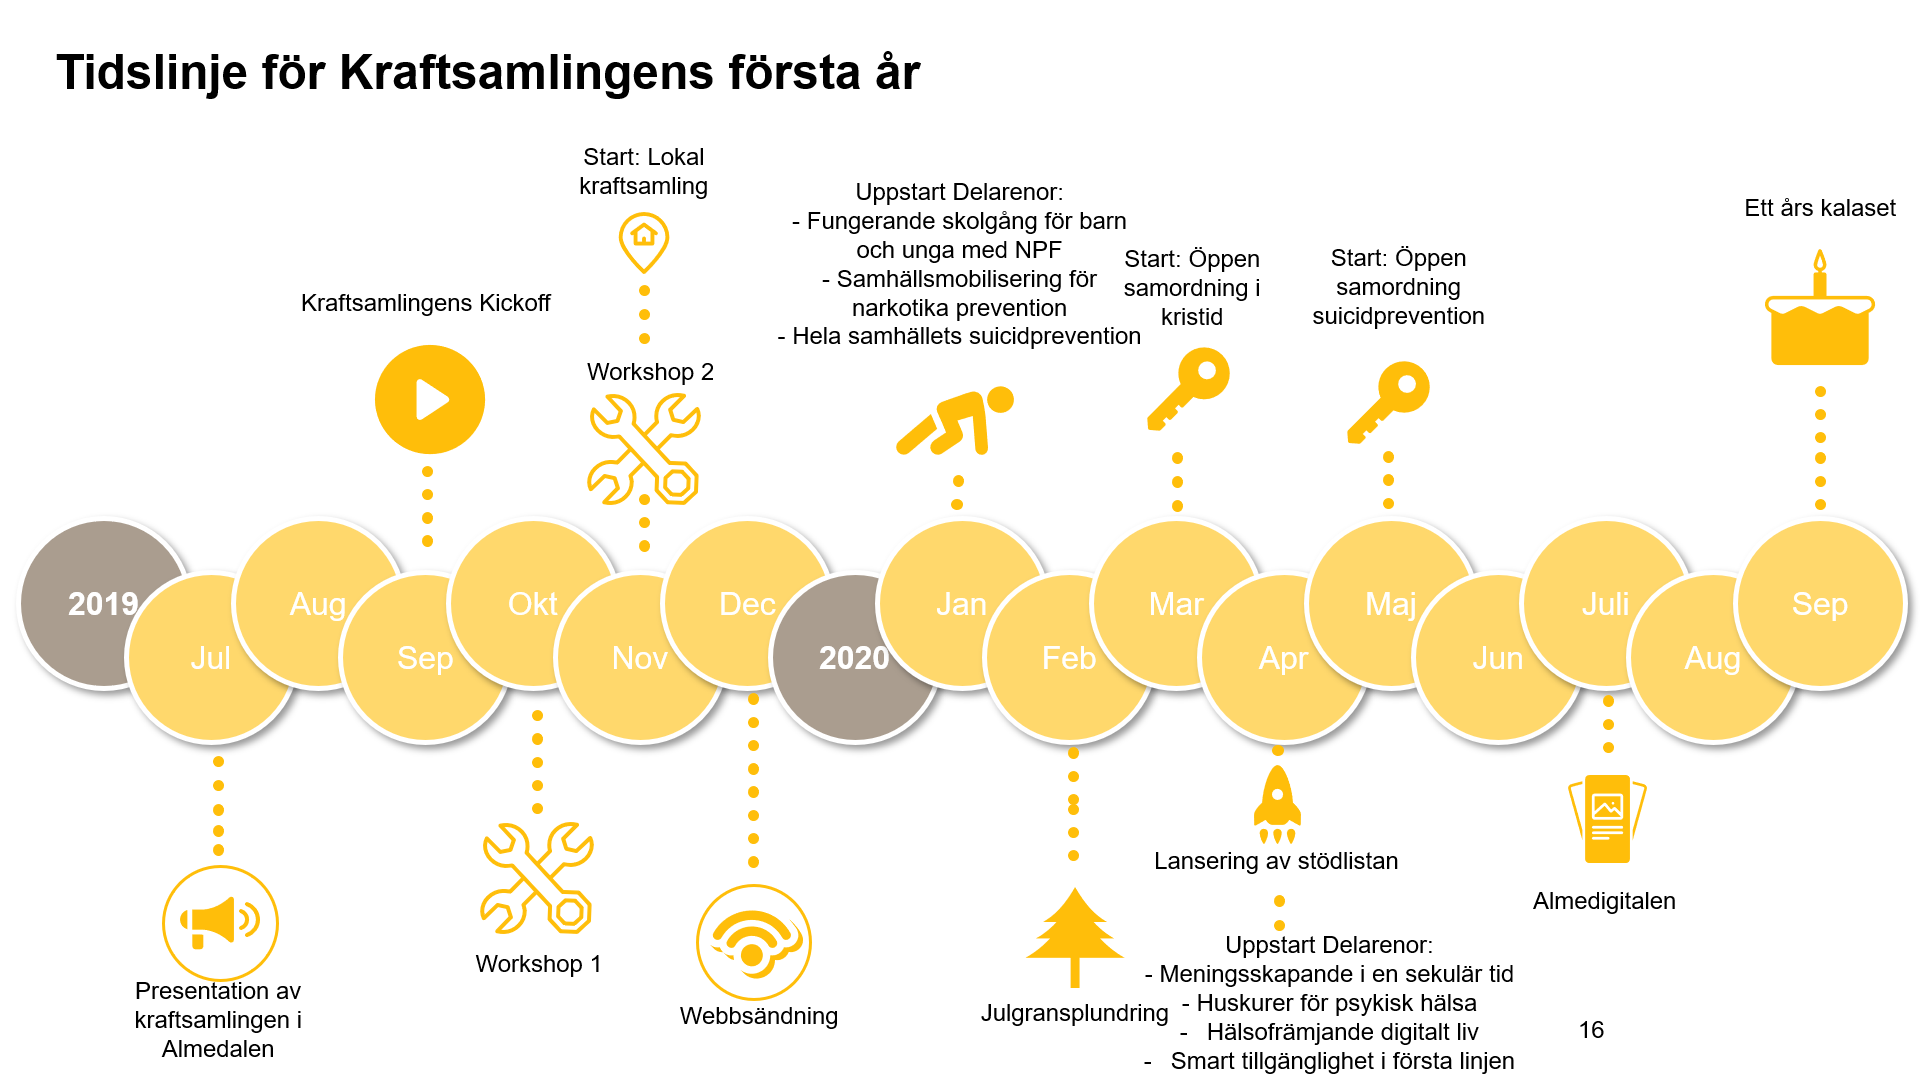 Tidslinje för Kraftsamlingens första år
Start: Lokal
kraftsamling
Uppstart Delarenor:
- Fungerande skolgång för barn
och unga med NPF
- Samhällsmobilisering för
narkotika prevention
- Hela samhällets suicidprevention
Ett års kalaset
Start: Öppen
samordning i
kristid
Start: Öppen
samordning
suicidprevention
Kraftsamlingens Kickoff
Workshop 2
2019
Jul
Aug
Sep
Okt
Nov
Dec
2020
Jan
Feb
Mar
Apr
Maj
Jun
Juli
Aug
Sep
Presentation av
kraftsamlingen i
Almedalen
Workshop 1
Webbsändning
Julgransplundring
Lansering av stödlistan
Uppstart Delarenor:
- Meningsskapande i en sekulär tid
- Huskurer för psykisk hälsa
- Hälsofrämjande digitalt liv
- Smart tillgänglighet i första linjen
Almedigitalen
16